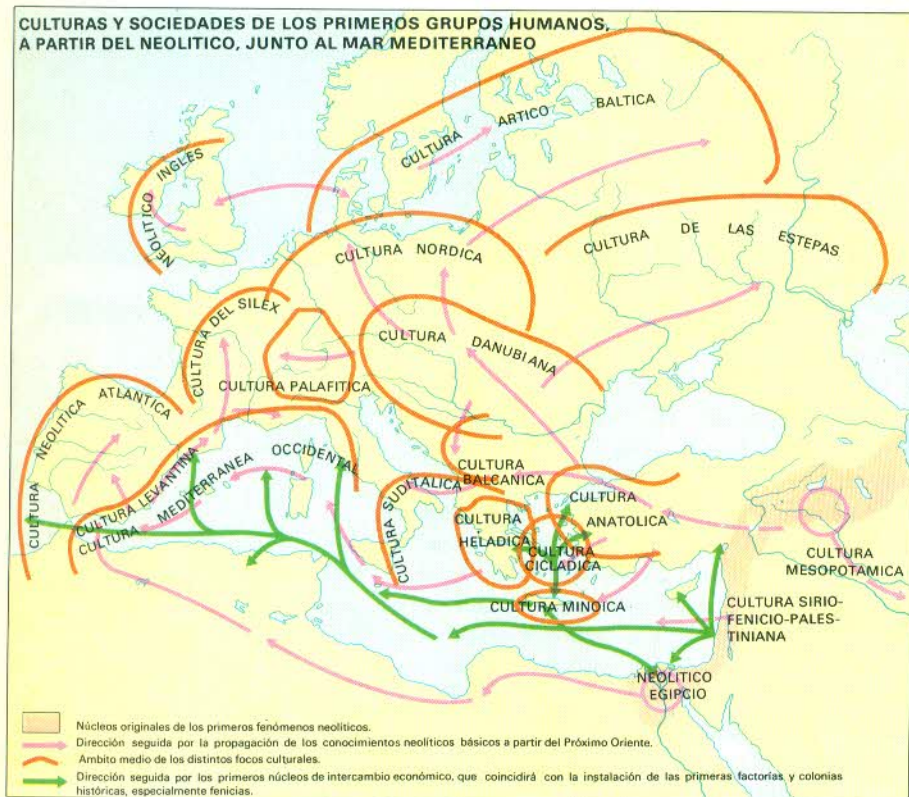 CULTURAS Y SOCIEDADES DE LOS PRIMEROS GRUPOS HUMANOS,
A PARTIR DEL NEOLITICO, JUNTO AL MAR MEDITERRANEO
CULTURA ARTICO BALTICA
NEOLITICO INGLES
CULTURA DE LAS ESTEPAS
CULTURA NORDICA
CULTURA DEL SILEX
CULTURA DANUBIANA
CULTURA PALAFITICA
CULTURA NEOLITICA ATLANTICA
CULTURA LEVANTINA
CULTURA MEDITERRANEA OCCIDENTAL
CULTURA SUDITALICA
CULTURA
BALCANICA
CULTURA
HELADICA
CULTURA
ANATOLICA
CULTURA
CICLADICA
CULTURA MINOICA
CULTURA
MESOPOTAMICA
CULTURA SIRIO-
FENICIO-PALES-
TINIANA
NEOLITICO
EGIPCIO
Núcleos originales de los primeros fenómenos neolíticos.
Dirección seguida por la propagación de los conocimientos neolíticos básicos a partir del Próximo Oriente.
Ambito medio de los distintos focos culturales.
Dirección seguida por los primeros núcleos de intercambio económico, que coincidirá con la instalación de las primeras factorías y colonias
históricas, especialmente fenicias.